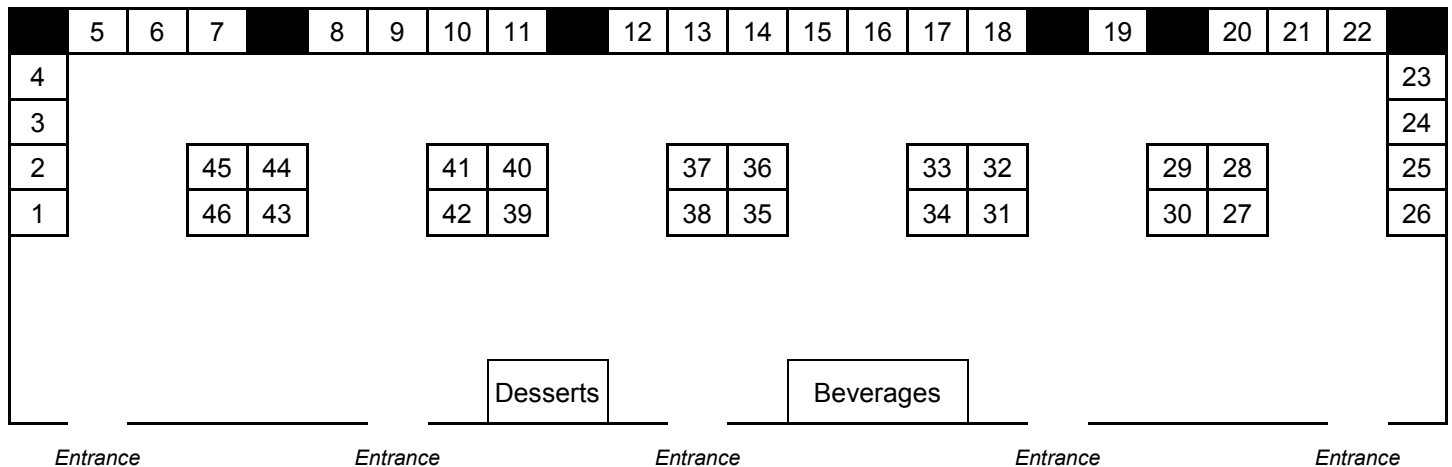 5 6 7 8 9 10 11 12 13 14 15 16 17 18 19 20 21 22
4 23
3 24
2 45 44 41 40 37 36 33 32 29 28 25
1 46 43 42 39 38 35 34 31 30 27 26
Desserts Beverages
Entrance Entrance Entrance Entrance Entrance